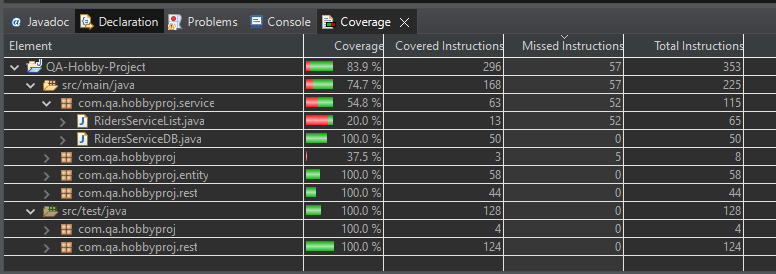 @ Javadoc Declaration Problems Console Coverage
Element Coverage Covered Instructions Missed Instructions Total Instructions
QA-Hobby-Project 83.9 % 296 57 353
src/main/java 74.7 % 168 57 225
com.qa.hobbyproj.service 54.8 % 63 52 115
RidersServiceList.java 20.0 % 13 52 65
RidersServiceDB.java 100.0 % 50 0 50
com.qa.hobbyproj 37.5 % 3 5 8
com.qa.hobbyproj.entity 100.0 % 58 0 58
com.qa.hobbyproj.rest 100.0 % 44 0 44
src/test/java 100.0 % 128 0 128
com.qa.hobbyproj 100.0 % 4 0 4
com.qa.hobbyproj.rest 100.0 % 124 0 124